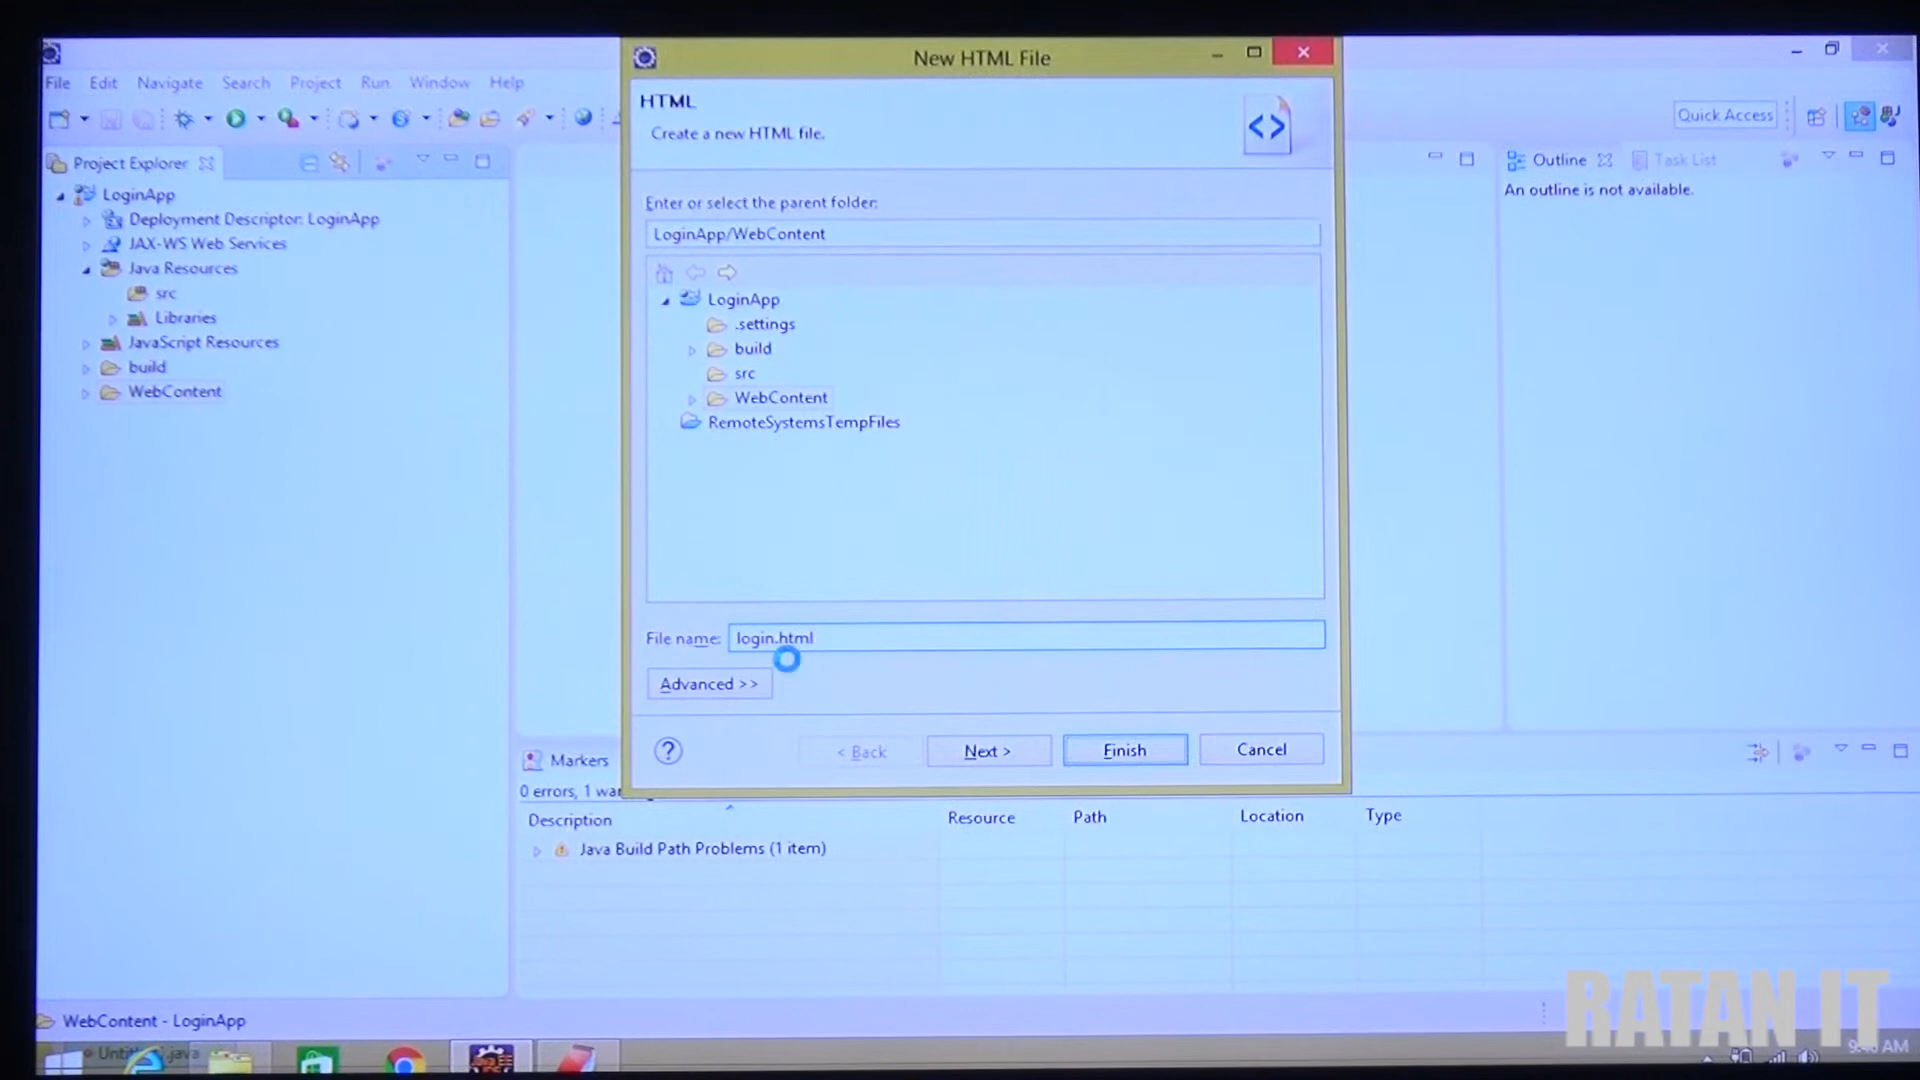 New HTML File
File Edit Navigate Search Project Run Window Help
HTML
Create a new HTML file.
Quick Access
Project Explorer
Outline Task List
An outline is not available.
LoginApp
Deployment Descriptor: LoginApp
JAX-WS Web Services
Java Resources
src
Libraries
JavaScript Resources
build
WebContent
Enter or select the parent folder:
LoginApp/WebContent
LoginApp
.settings
build
src
WebContent
RemoteSystemsTempFiles
File name: login.html
Advanced >>
< Back Next > Finish Cancel
Markers
0 errors, 1
Description Resource Path Location Type
Java Build Path Problems (1 item)
WebContent - LoginApp
RATAN IT
AM